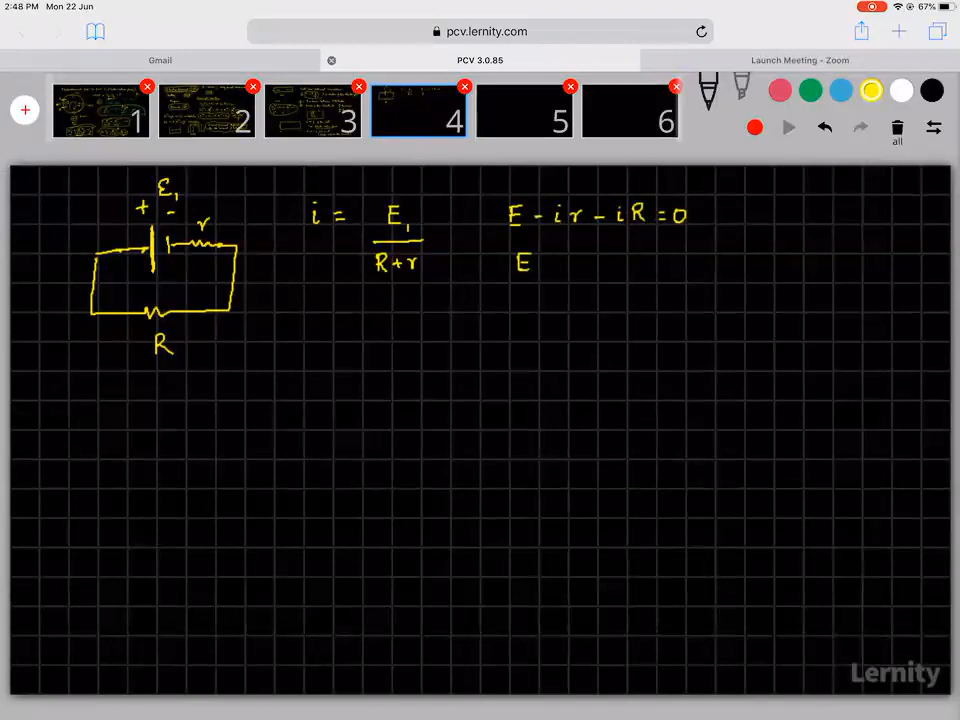 2:48 PM Mon 22 Jun
67%
pcv.lernity.com
Gmail
PCV 3.0.85
Launch Meeting - Zoom
1 2 3 4 5 6
all
ε₁
+ -
r
R
i = E₁ / R+r
E - ir - iR = 0
E
Lernity